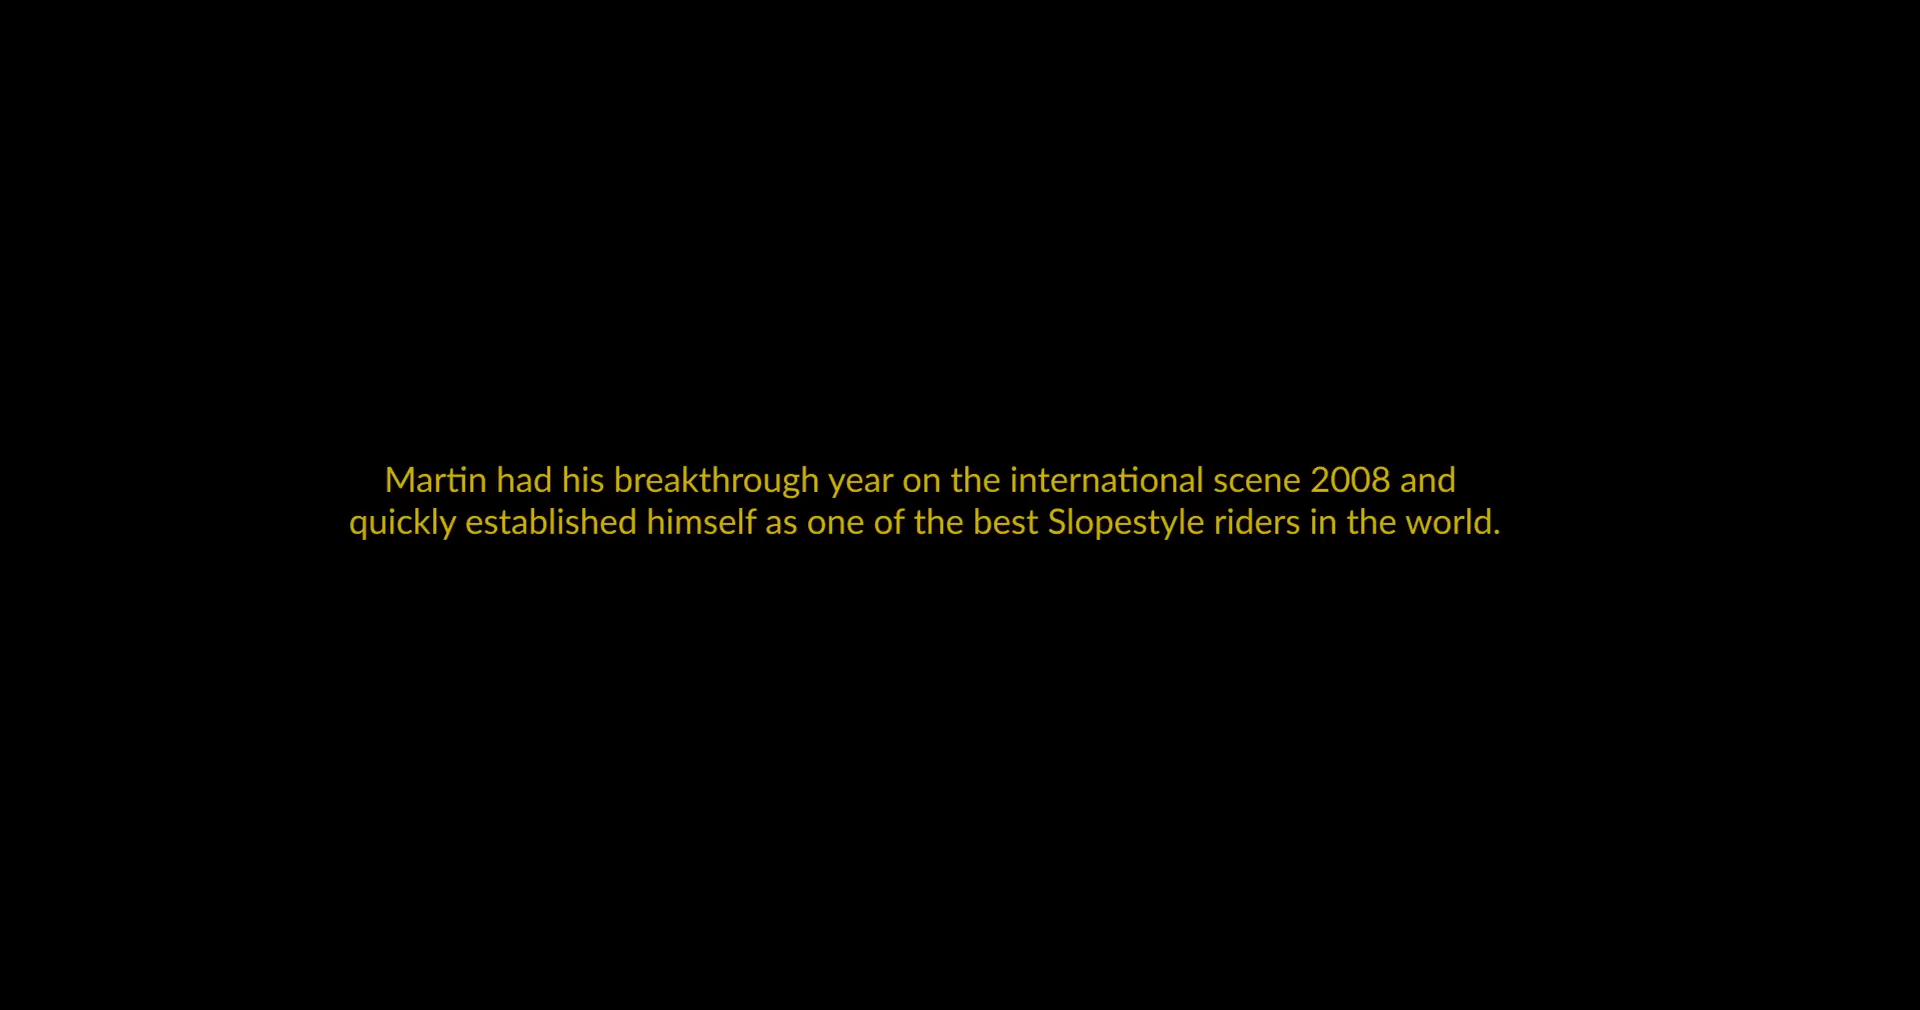 Martin had his breakthrough year on the international scene 2008 and
quickly established himself as one of the best Slopestyle riders in the world.